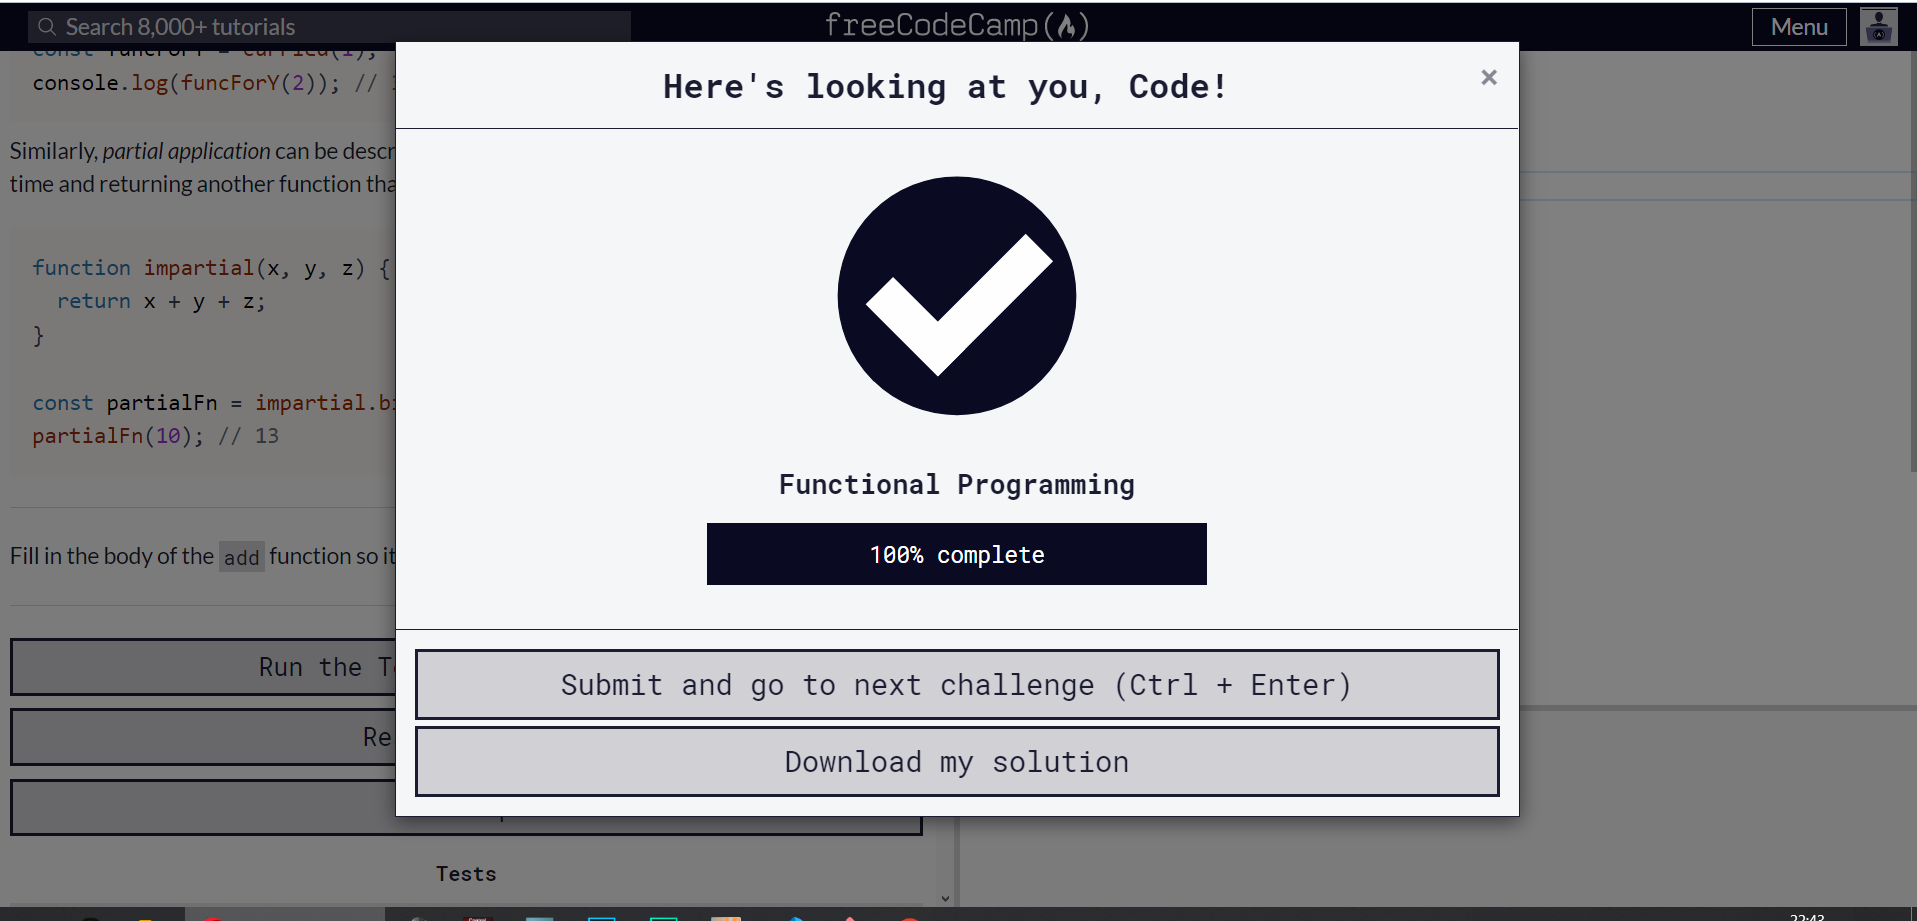 Search 8,000+ tutorials
freeCodeCamp(🔥)
Menu
console.log(funcForY(2)); //
Similarly, partial application can be
time and returning another function
function impartial(x, y, z) {
return x + y + z;
}
const partialFn = impartial.
partialFn(10); // 13
Fill in the body of the add function so it
Run the
Tests
Here's looking at you, Code!
×
Functional Programming
100% complete
Submit and go to next challenge (Ctrl + Enter)
Download my solution